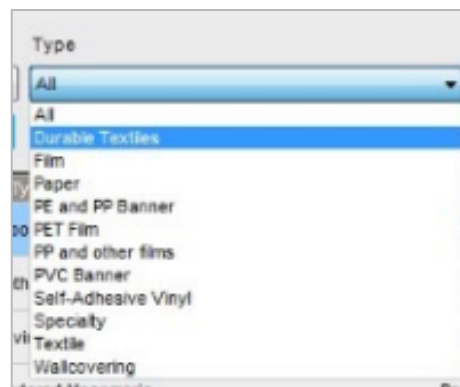 Type
All
All
Durable Textiles
Film
Paper
PE and PP Banner
PET Film
PP and other films
PVC Banner
Self-Adhesive Vinyl
Specialty
Textile
Wallcovering